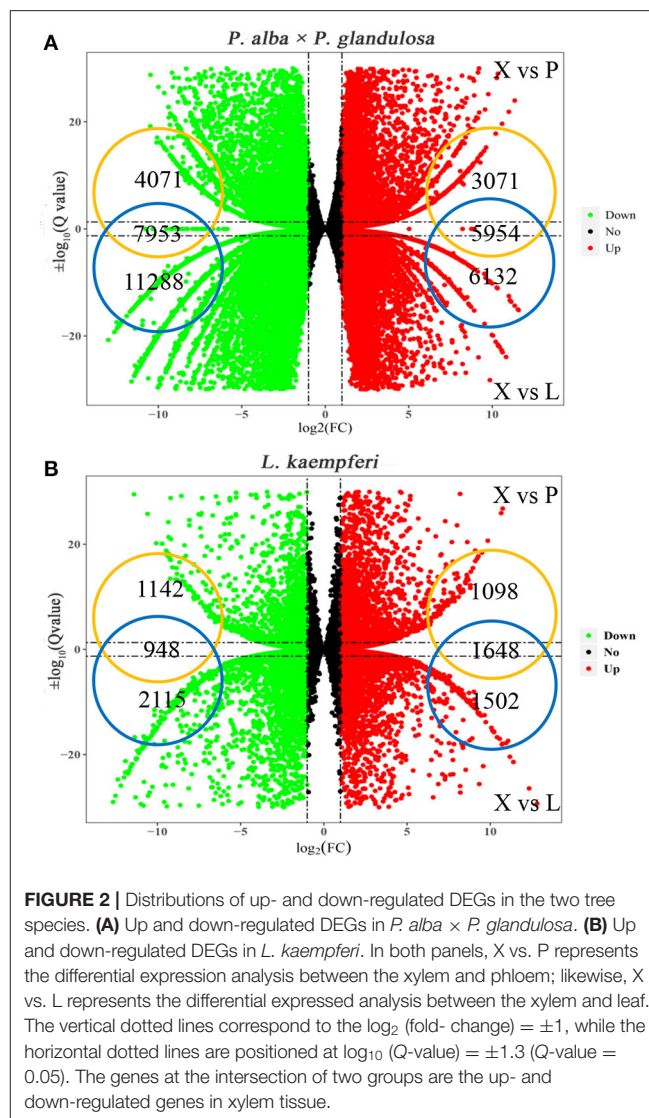 A
P. alba × P. glandulosa
X vs P
20
4071
3071
±log10(Q value)
0
7953
5954
Down
No
Up
11288
6132
-20
X vs L
-10
-5
0
5
10
log2(FC)
B
L. kaempferi
X vs P
20
1142
1098
±log10(Qvalue)
0
948
1648
Down
No
Up
2115
1502
-20
X vs L
-10
-5
0
5
10
log2(FC)
FIGURE 2 | Distributions of up- and down-regulated DEGs in the two tree
species. (A) Up and down-regulated DEGs in P. alba × P. glandulosa. (B) Up
and down-regulated DEGs in L. kaempferi. In both panels, X vs. P represents
the differential expression analysis between the xylem and phloem; likewise, X
vs. L represents the differential expressed analysis between the xylem and leaf.
The vertical dotted lines correspond to the log2 (fold- change) = ±1, while the
horizontal dotted lines are positioned at log10 (Q-value) = ±1.3 (Q-value =
0.05). The genes at the intersection of two groups are the up- and
down-regulated genes in xylem tissue.